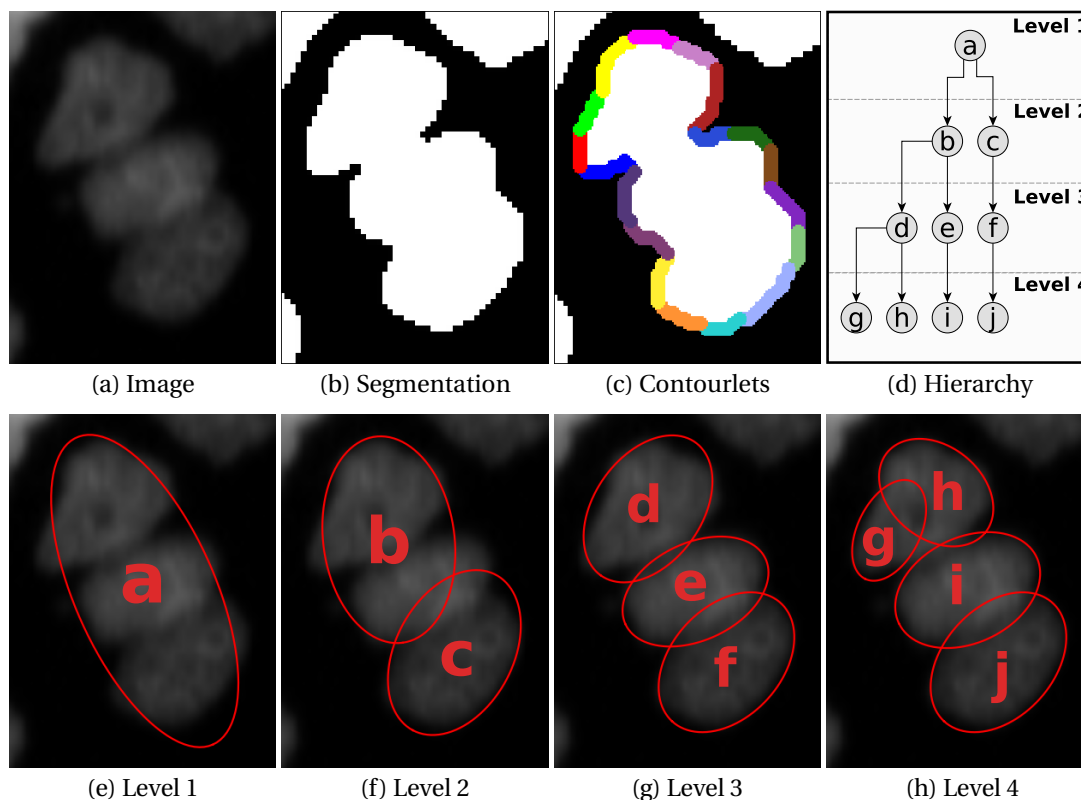 Level 1
a
Level 2
b c
Level 3
d e f
Level 4
g h i j
(a) Image (b) Segmentation (c) Contourlets (d) Hierarchy
a b c d e f g h i j
(e) Level 1 (f) Level 2 (g) Level 3 (h) Level 4